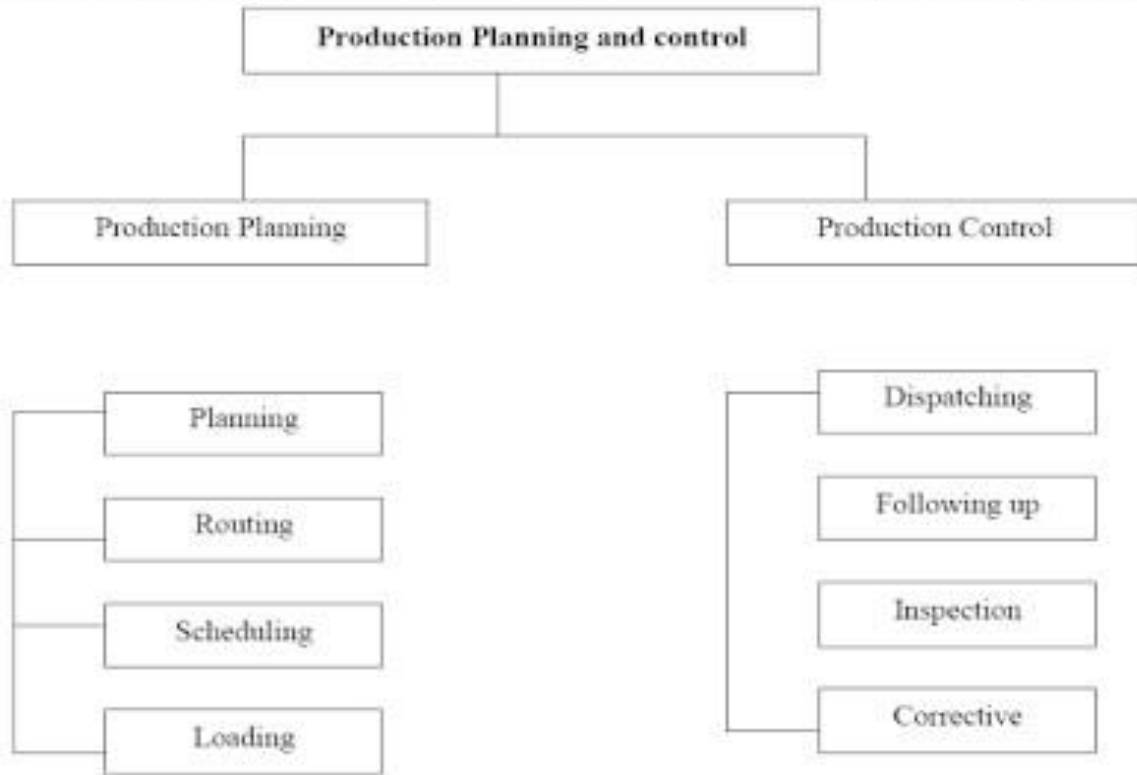 Production Planning and control
Production Planning
Production Control
Planning
Routing
Scheduling
Loading
Dispatching
Following up
Inspection
Corrective